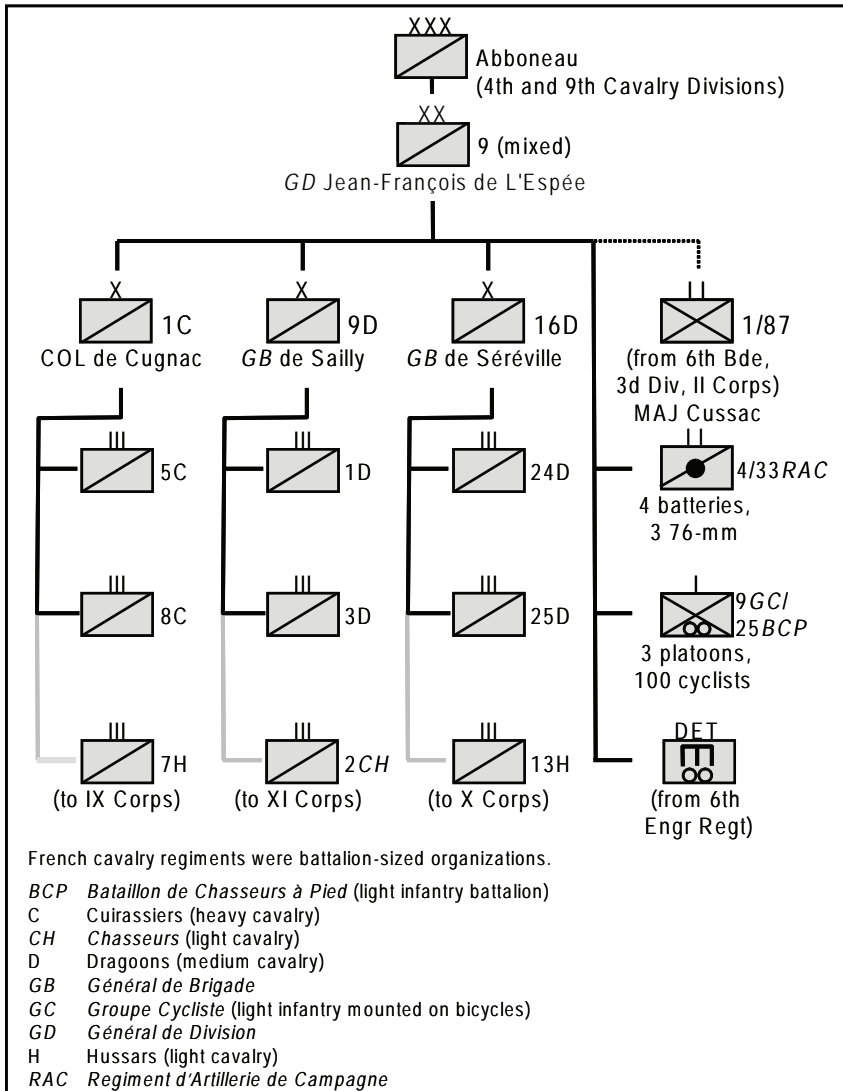 XXX
Abboneau
(4th and 9th Cavalry Divisions)
XX
9 (mixed)
GD Jean-François de L'Espée
X
1C
COL de Cugnac
X
9D
GB de Sailly
X
16D
GB de Séréville
II
1/87
(from 6th Bde,
3d Div, II Corps)
MAJ Cussac
III
5C
III
1D
III
24D
II
4/33RAC
4 batteries,
3 76-mm
III
8C
III
3D
III
25D
I
9GC/
25BCP
3 platoons,
100 cyclists
III
7H
(to IX Corps)
III
2CH
(to XI Corps)
III
13H
(to X Corps)
DET
(from 6th
Engr Regt)
French cavalry regiments were battalion-sized organizations.
BCP Bataillon de Chasseurs à Pied (light infantry battalion)
C Cuirassiers (heavy cavalry)
CH Chasseurs (light cavalry)
D Dragoons (medium cavalry)
GB Général de Brigade
GC Groupe Cycliste (light infantry mounted on bicycles)
GD Général de Division
H Hussars (light cavalry)
RAC Regiment d'Artillerie de Campagne